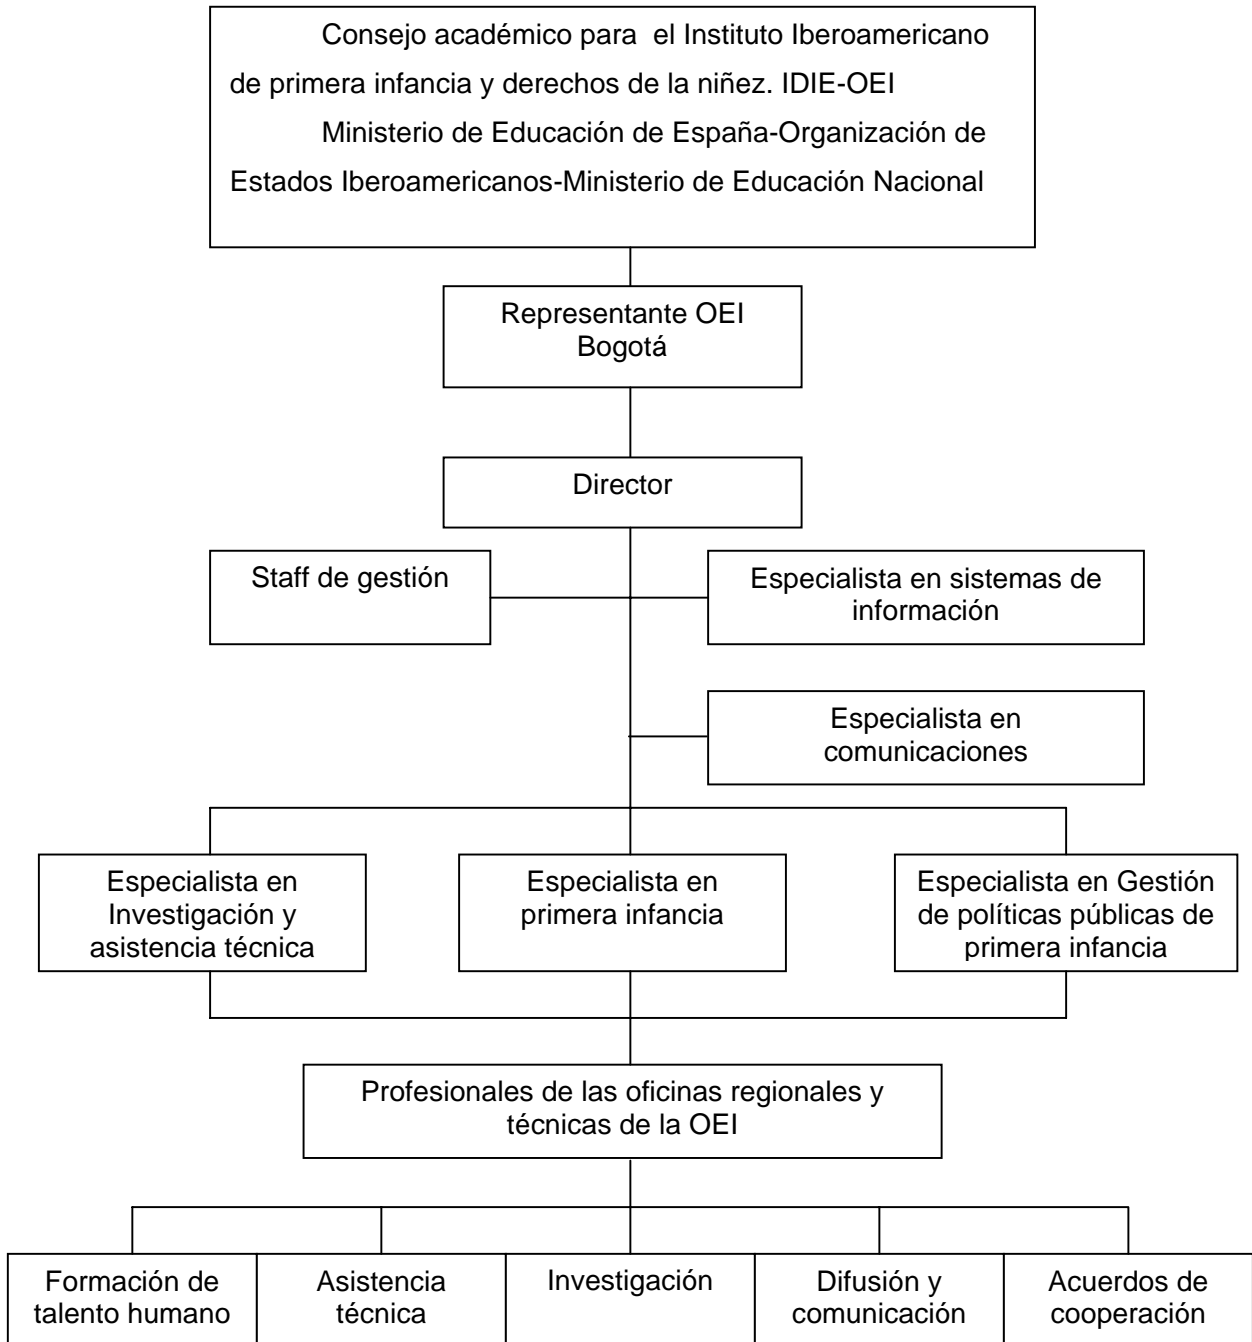 Consejo académico para el Instituto Iberoamericano
de primera infancia y derechos de la niñez. IDIE-OEI
Ministerio de Educación de España-Organización de
Estados Iberoamericanos-Ministerio de Educación Nacional
Representante OEI
Bogotá
Director
Staff de gestión
Especialista en sistemas de
información
Especialista en
comunicaciones
Especialista en
Investigación y
asistencia técnica
Especialista en
primera infancia
Especialista en Gestión
de políticas públicas de
primera infancia
Profesionales de las oficinas regionales y
técnicas de la OEI
Formación de
talento humano
Asistencia
técnica
Investigación
Difusión y
comunicación
Acuerdos de
cooperación